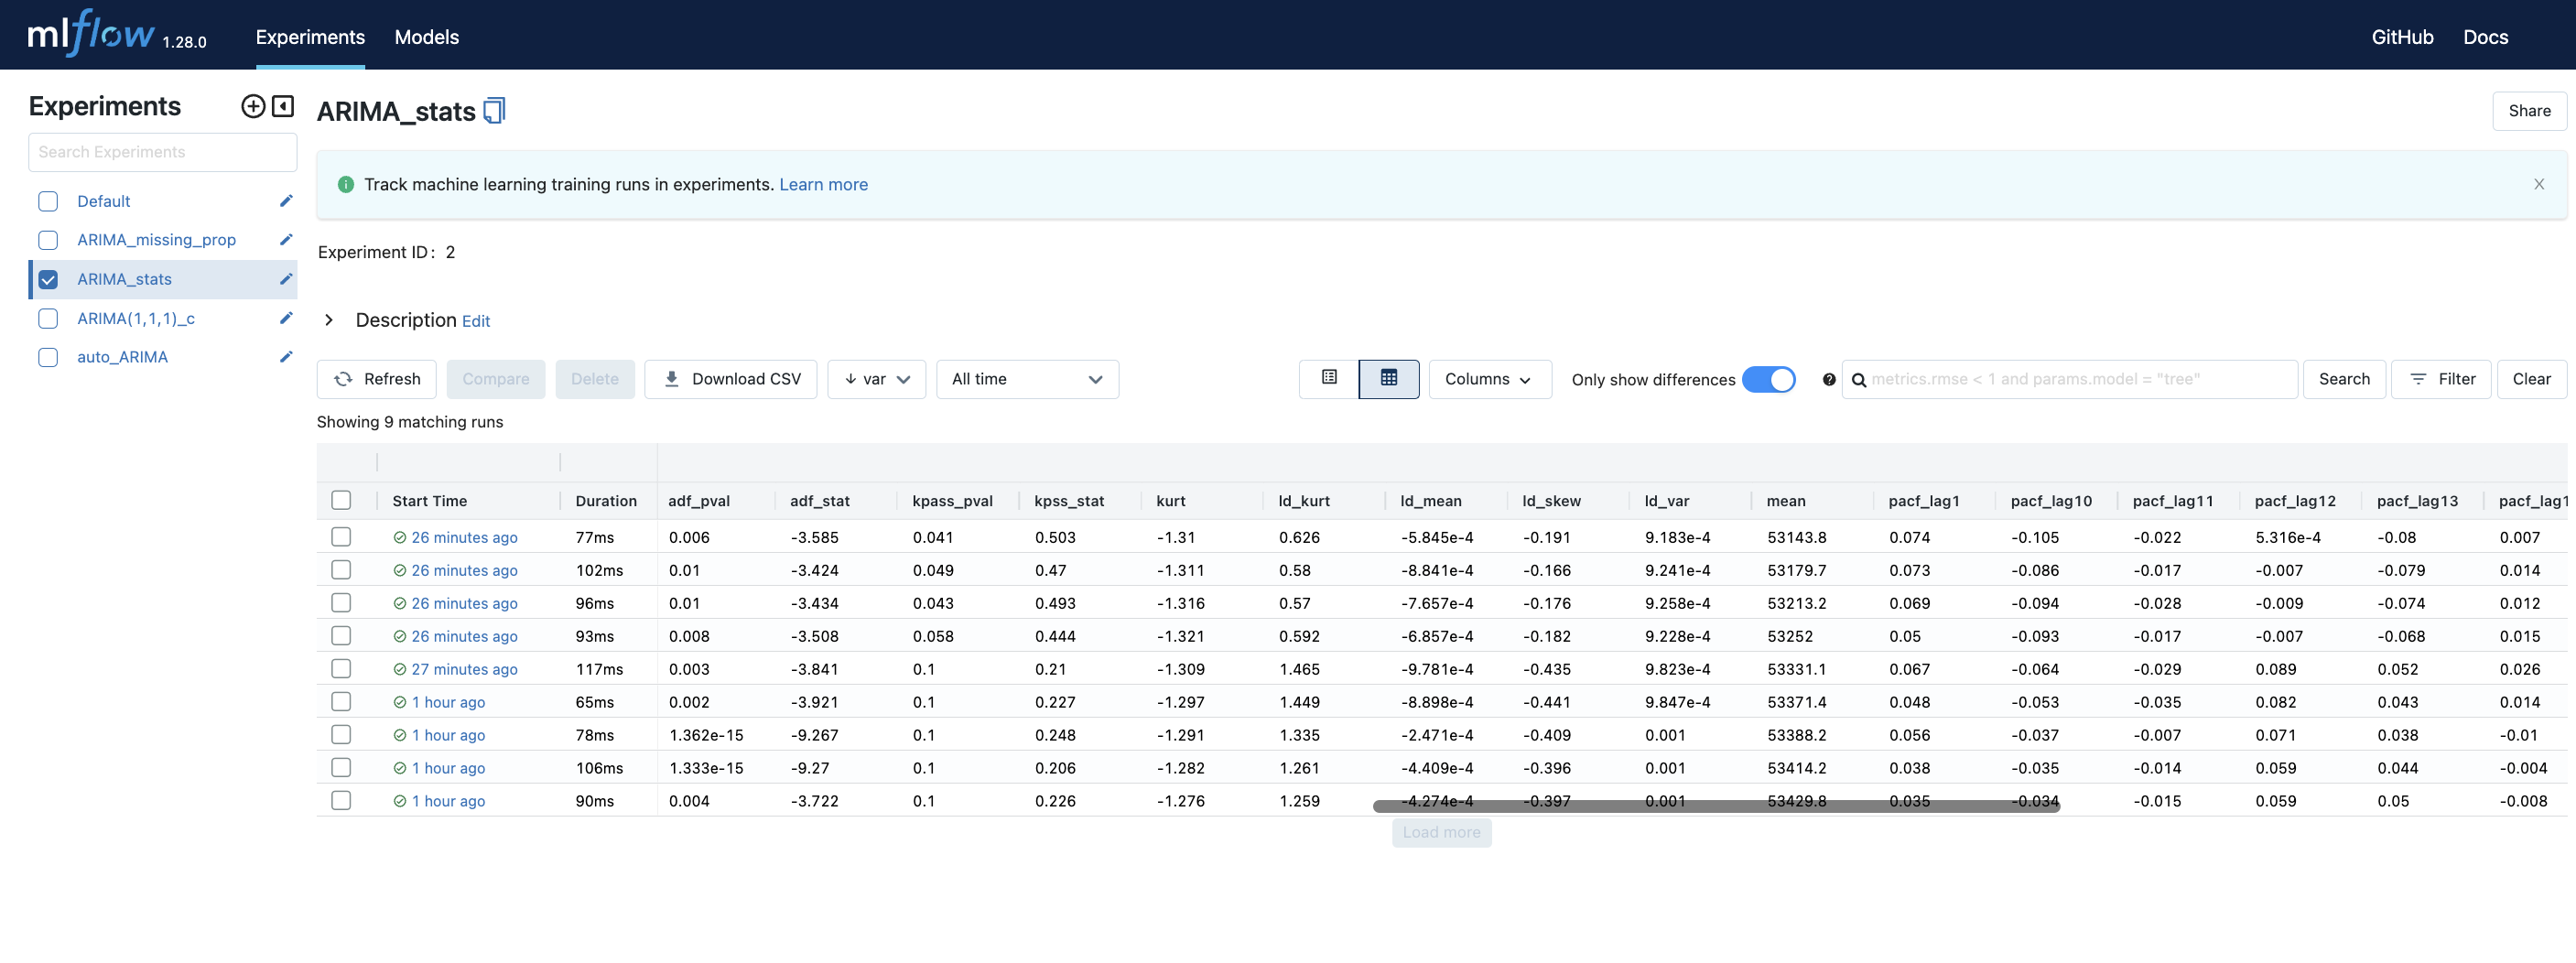 mlflow 1.28.0 Experiments Models GitHub Docs
Experiments
Search Experiments
Default
ARIMA_missing_prop
ARIMA_stats
ARIMA(1,1,1)_c
auto_ARIMA
ARIMA_stats Share
Track machine learning training runs in experiments. Learn more
Experiment ID: 2
Description Edit
Refresh Compare Delete Download CSV var All time Columns Only show differences metrics.rmse < 1 and params.model = "tree" Search Filter Clear
Showing 9 matching runs
Start Time Duration adf_pval adf_stat kpass_pval kpss_stat kurt ld_kurt ld_mean ld_skew ld_var mean pacf_lag1 pacf_lag10 pacf_lag11 pacf_lag12 pacf_lag13 pacf_lag1
26 minutes ago 77ms 0.006 -3.585 0.041 0.503 -1.31 0.626 -5.845e-4 -0.191 9.183e-4 53143.8 0.074 -0.105 -0.022 5.316e-4 -0.08 0.007
26 minutes ago 102ms 0.01 -3.424 0.049 0.47 -1.311 0.58 -8.841e-4 -0.166 9.241e-4 53179.7 0.073 -0.086 -0.017 -0.007 -0.079 0.014
26 minutes ago 96ms 0.01 -3.434 0.043 0.493 -1.316 0.57 -7.657e-4 -0.176 9.258e-4 53213.2 0.069 -0.094 -0.028 -0.009 -0.074 0.012
26 minutes ago 93ms 0.008 -3.508 0.058 0.444 -1.321 0.592 -6.857e-4 -0.182 9.228e-4 53252 0.05 -0.093 -0.017 -0.007 -0.068 0.015
27 minutes ago 117ms 0.003 -3.841 0.1 0.21 -1.309 1.465 -9.781e-4 -0.435 9.823e-4 53331.1 0.067 -0.064 -0.029 0.089 0.052 0.026
1 hour ago 65ms 0.002 -3.921 0.1 0.227 -1.297 1.449 -8.898e-4 -0.441 9.847e-4 53371.4 0.048 -0.053 -0.035 0.082 0.043 0.014
1 hour ago 78ms 1.362e-15 -9.267 0.1 0.248 -1.291 1.335 -2.471e-4 -0.409 0.001 53388.2 0.056 -0.037 -0.007 0.071 0.038 -0.01
1 hour ago 106ms 1.333e-15 -9.27 0.1 0.206 -1.282 1.261 -4.409e-4 -0.396 0.001 53414.2 0.038 -0.035 -0.014 0.059 0.044 -0.004
1 hour ago 90ms 0.004 -3.722 0.1 0.226 -1.276 1.259 -4.274e-4 -0.397 0.001 53429.8 0.035 -0.034 -0.015 0.059 0.05 -0.008
Load more